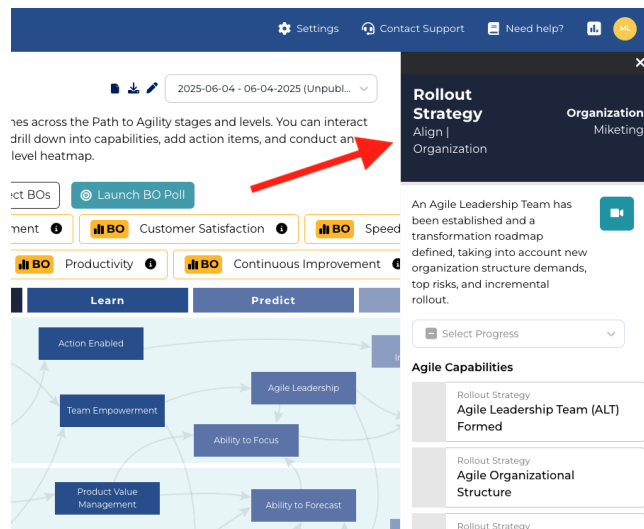 Settings
Contact Support
Need help?
ML
2025-06-04 - 06-04-2025 (Unpubl...
nes across the Path to Agility stages and levels. You can interact
drill down into capabilities, add action items, and conduct an
level heatmap.
ect BOs
Launch BO Poll
ment
BO Customer Satisfaction
BO Speed
BO Productivity
BO Continuous Improvement
Learn
Predict
Action Enabled
Team Empowerment
Agile Leadership
Ability to Focus
Product Value
Management
Ability to Forecast
Rollout
Strategy
Align |
Organization
Organization
Miketing
An Agile Leadership Team has
been established and a
transformation roadmap
defined, taking into account new
organization structure demands,
top risks, and incremental
rollout.
Select Progress
Agile Capabilities
Rollout Strategy
Agile Leadership Team (ALT)
Formed
Rollout Strategy
Agile Organizational
Structure
Rollout Strategy